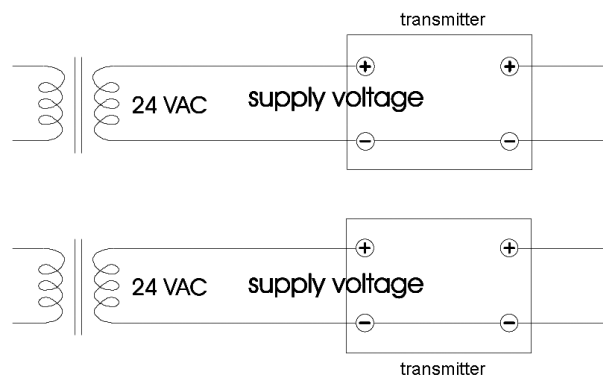 transmitter
+ +
24 VAC supply voltage
− −
+ +
24 VAC supply voltage
− −
transmitter